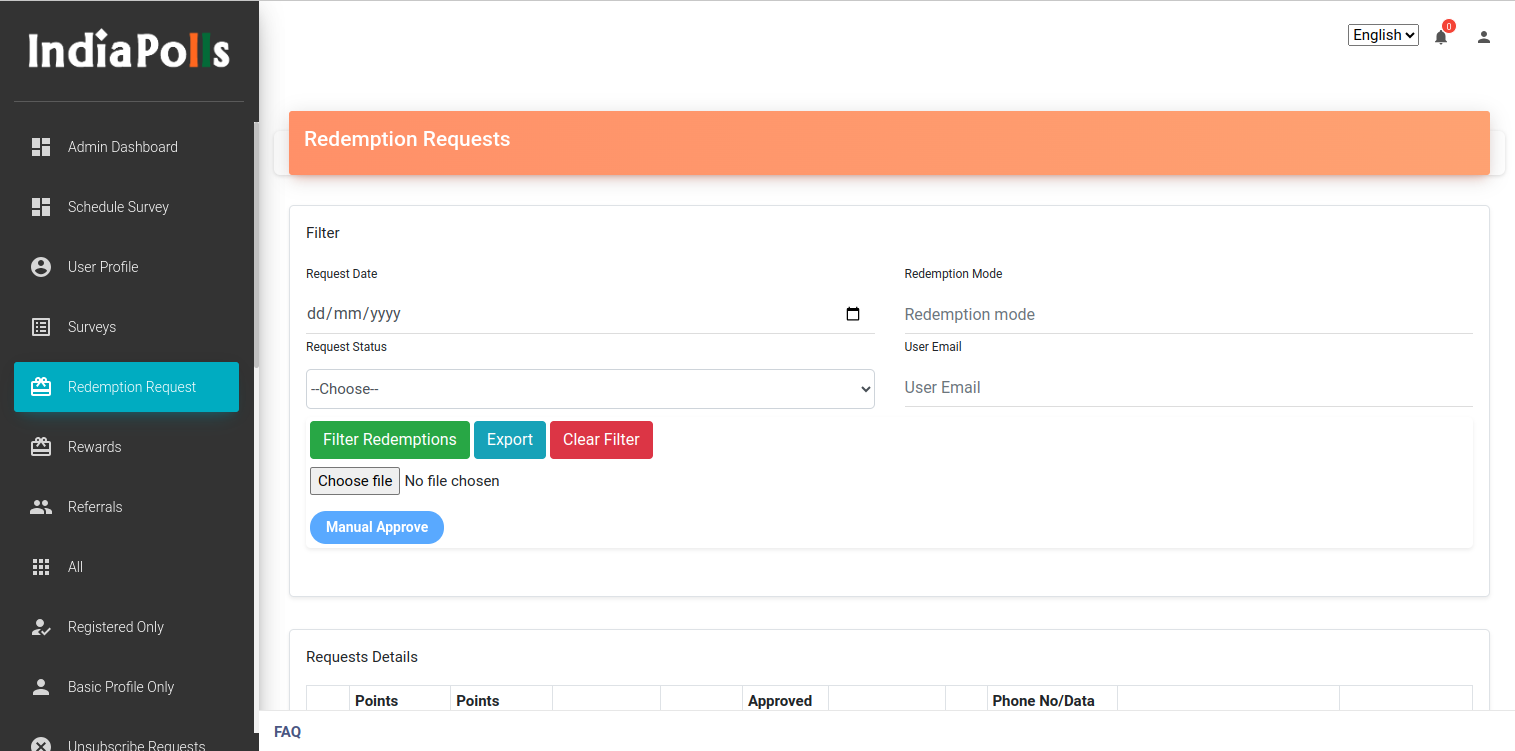 IndiaPolls
English
0
Admin Dashboard
Schedule Survey
User Profile
Surveys
Redemption Request
Rewards
Referrals
All
Registered Only
Basic Profile Only
Unsubscribe Requests
Redemption Requests
Filter
Request Date
Redemption Mode
dd/mm/yyyy
Redemption mode
Request Status
User Email
--Choose--
User Email
Filter Redemptions Export Clear Filter
Choose file No file chosen
Manual Approve
Requests Details
Points Points Approved Phone No/Data
FAQ